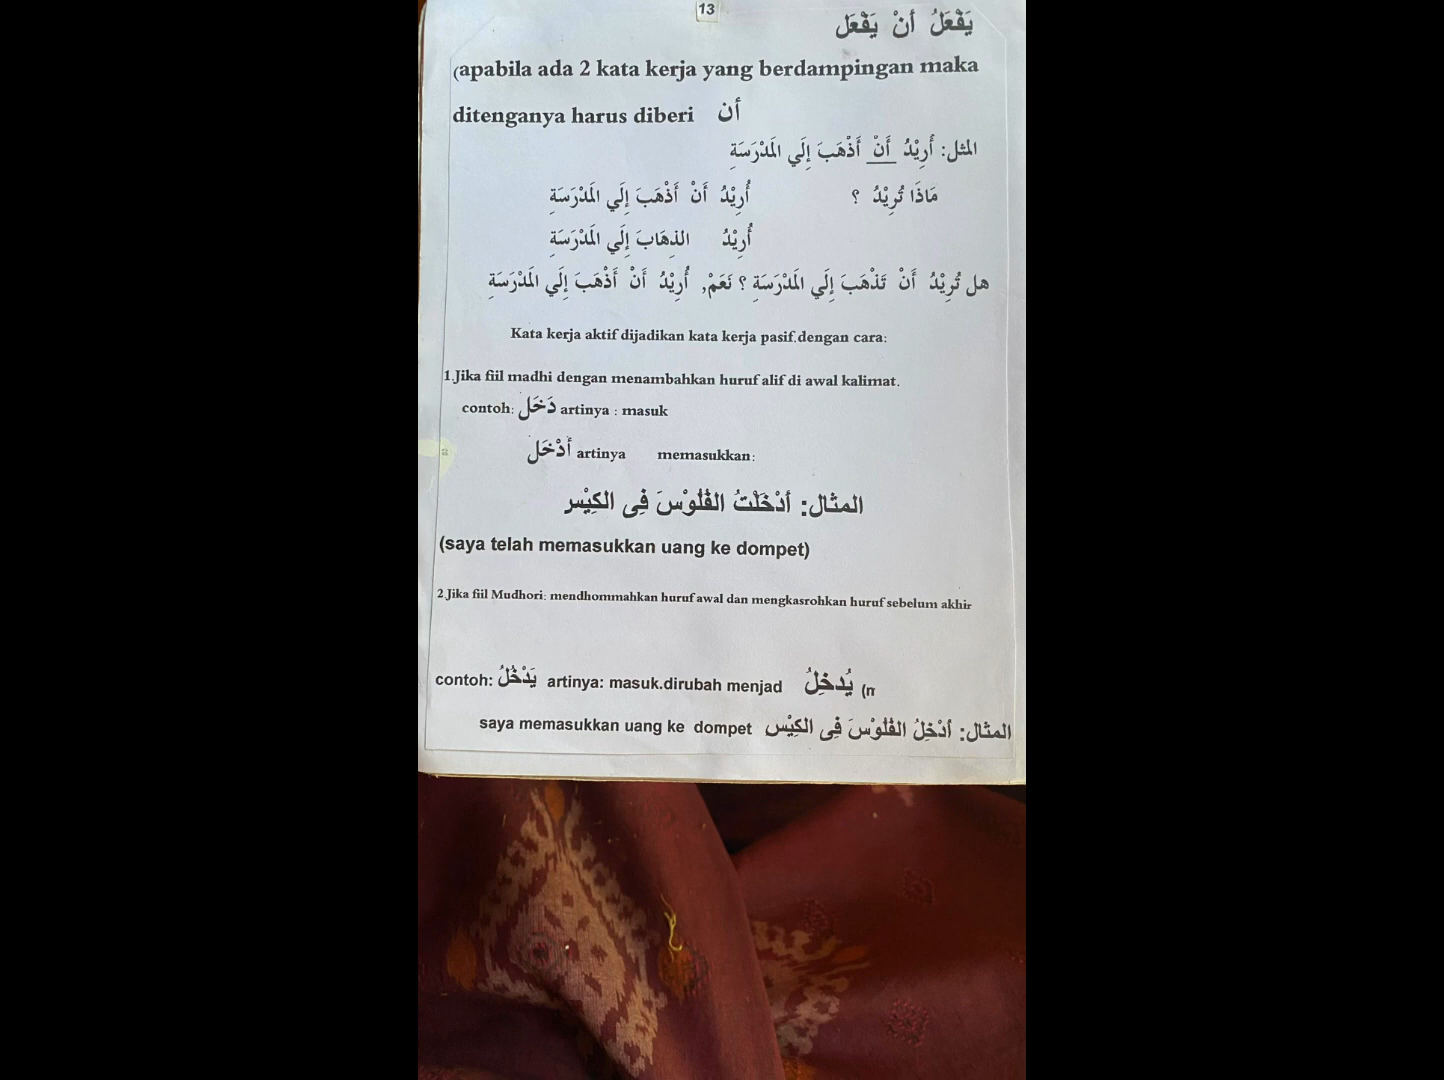 13
يَفْعَلُ أنْ يَفْعَل
(apabila ada 2 kata kerja yang berdampingan maka
ditenganya harus diberi أن
المثل: أُرِيْدُ أَنْ أَذْهَبَ إِلَي المَدْرَسَةِ
مَاذَا تُرِيْدُ ؟ أُرِيْدُ أَنْ أَذْهَبَ إِلَي المَدْرَسَةِ
أُرِيْدُ الذهَابَ إِلَي المَدْرَسَةِ
هل تُرِيْدُ أَنْ تَذْهَبَ إِلَي المَدْرَسَةِ ؟ نَعَمْ, أُرِيْدُ أَنْ أَذْهَبَ إِلَي المَدْرَسَةِ
Kata kerja aktif dijadikan kata kerja pasif.dengan cara:
1.Jika fiil madhi dengan menambahkan huruf alif di awal kalimat.
contoh: دَخَل artinya : masuk
أدْخَل artinya memasukkan:
المثال: أدْخَلْتُ الفُلُوْسَ فِى الكِيْسِر
(saya telah memasukkan uang ke dompet)
2.Jika fiil Mudhori: mendhommahkan huruf awal dan mengkasrohkan huruf sebelum akhir
contoh: يَدْخُلُ artinya: masuk.dirubah menjad يُدخِلُ (m
المثال: أدْخِلُ الفُلُوْسَ فِى الكِيْسِ saya memasukkan uang ke dompet